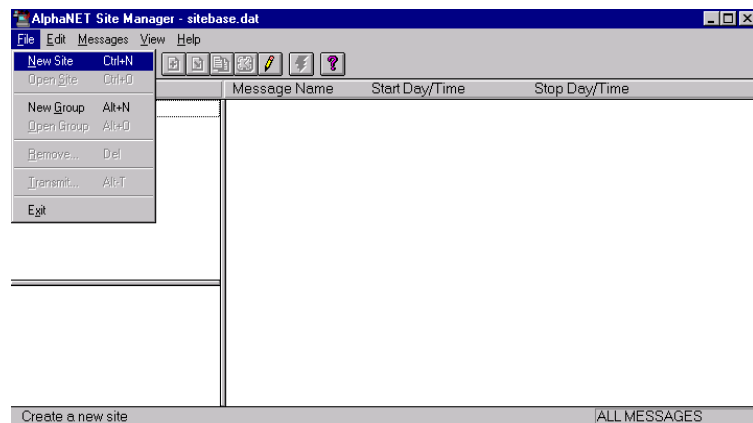 AlphaNET Site Manager - sitebase.dat
File Edit Messages View Help
New Site Ctrl+N
Open Site Ctrl+O
Message Name Start Day/Time Stop Day/Time
New Group Alt+N
Open Group Alt+O
Remove... Del
Transmit... Alt-T
Exit
Create a new site ALL MESSAGES